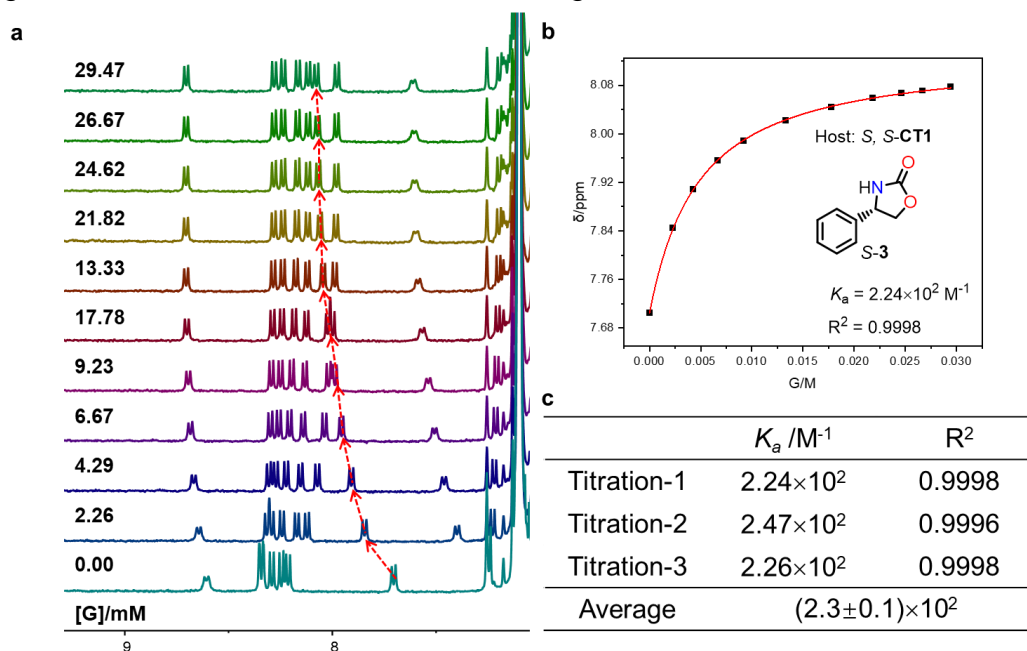 a
29.47
26.67
24.62
21.82
13.33
17.78
9.23
6.67
4.29
2.26
0.00
[G]/mM
9 8
b
δ/ppm
8.08
8.00
7.92
7.84
7.76
7.68
Host: S, S-CT1
HN O
O
S-3
Kₐ = 2.24×10² M⁻¹
R² = 0.9998
0.000 0.005 0.010 0.015 0.020 0.025 0.030
G/M
c
Kₐ /M⁻¹ R²
Titration-1 2.24×10² 0.9998
Titration-2 2.47×10² 0.9996
Titration-3 2.26×10² 0.9998
Average (2.3±0.1)×10²